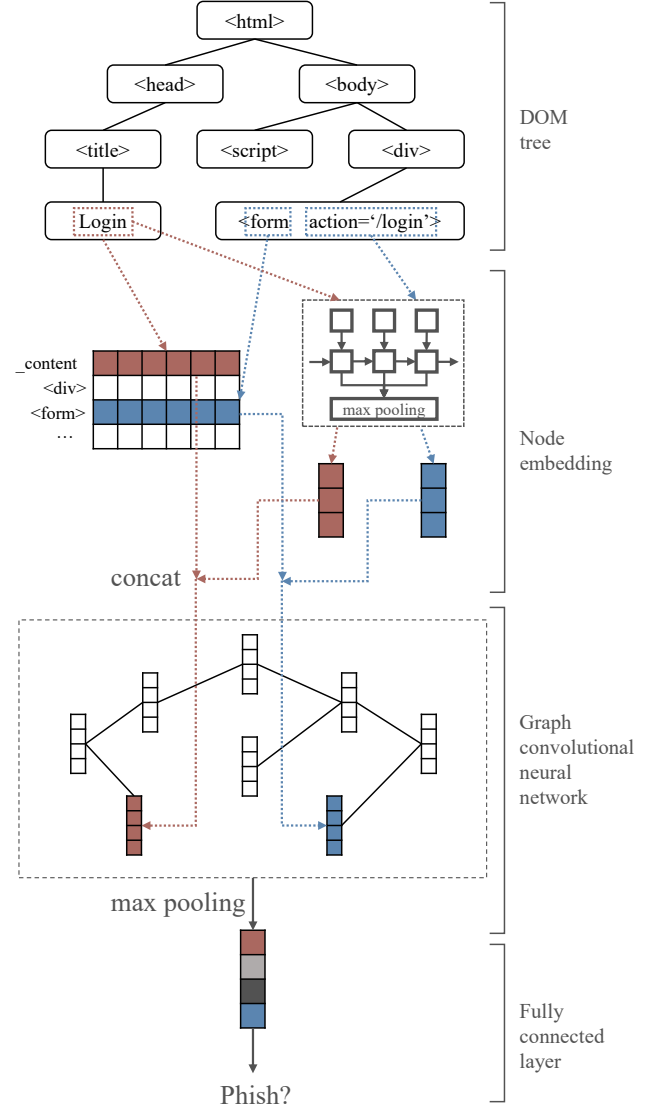 <html>
<head>
<body>
DOM
tree
<title>
<script>
<div>
Login
<form action=‘/login’>
_content
<div>
<form>
…
max pooling
Node
embedding
concat
Graph
convolutional
neural
network
max pooling
Fully
connected
layer
Phish?